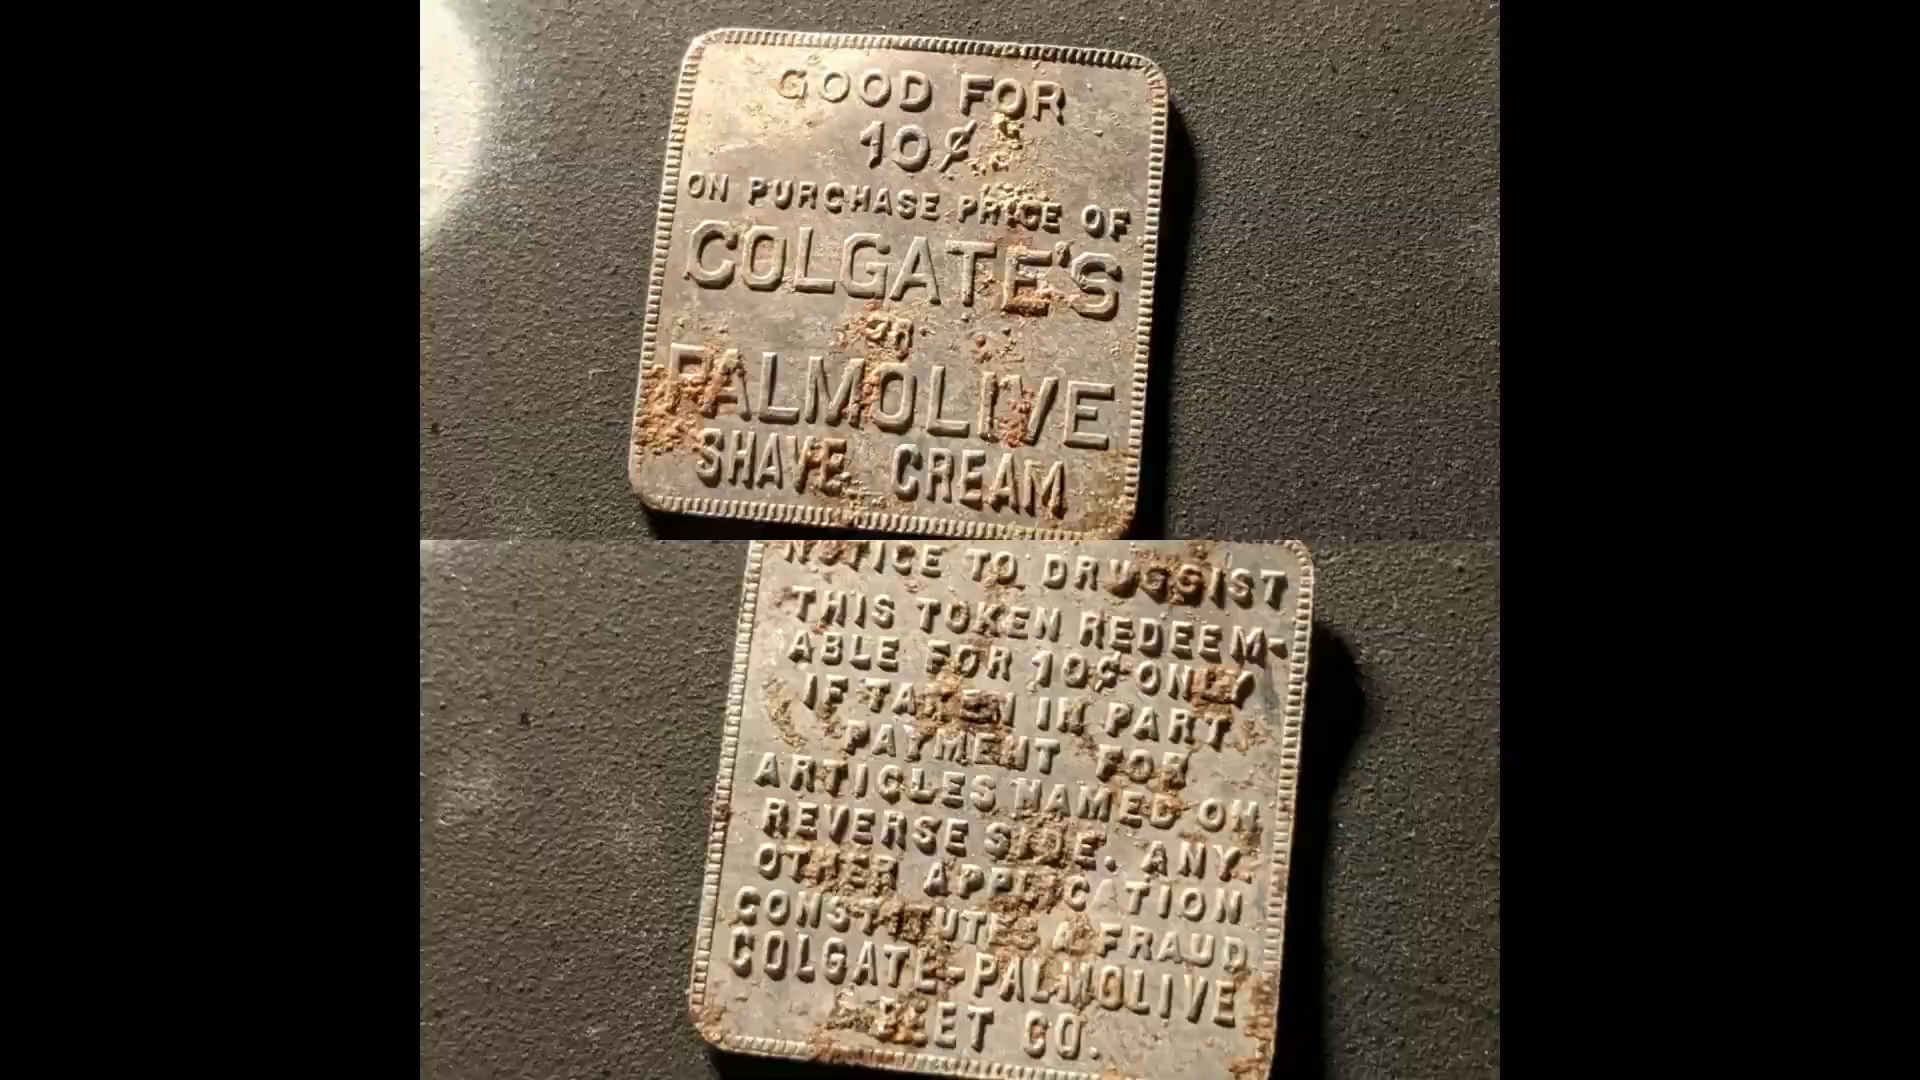 GOOD FOR
10¢
ON PURCHASE PRICE OF
COLGATE'S
OR
PALMOLIVE
SHAVE CREAM
NOTICE TO DRUGGIST
THIS TOKEN REDEEM-
ABLE FOR 10¢ ONLY
IF TAKEN IN PART
PAYMENT FOR
ARTICLES NAMED ON
REVERSE SIDE. ANY
OTHER APPLICATION
CONSTITUTES A FRAUD
COLGATE-PALMOLIVE
PEET CO.